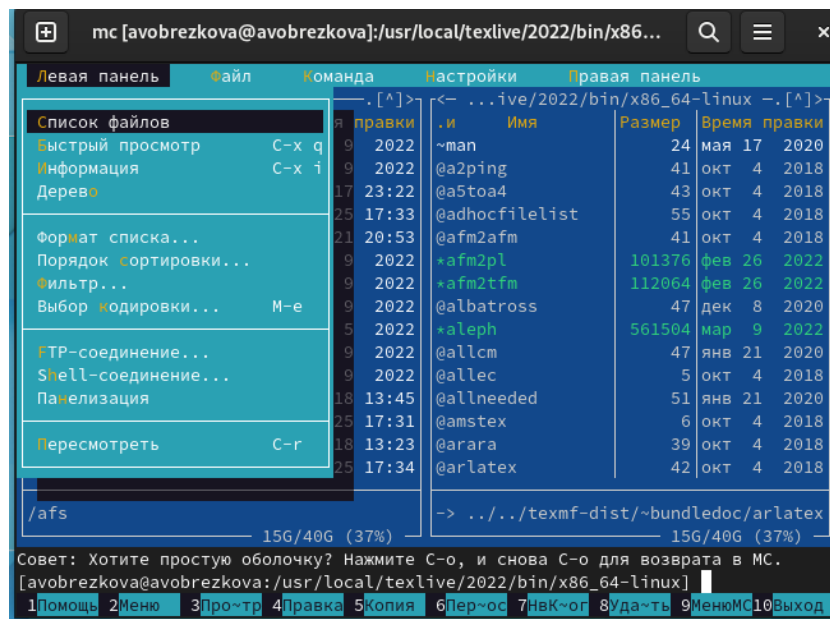 mc [avobrezkova@avobrezkova]:/usr/local/texlive/2022/bin/x86...
Левая панель Файл Команда Настройки Правая панель
.[^]> <— ...ive/2022/bin/x86_64-linux —.[^]>
Список файлов я правки .и Имя Размер Время правки
Быстрый просмотр C-x q 9 2022 ~man 24 мая 17 2020
Информация C-x i 9 2022 @a2ping 41 окт 4 2018
Дерево 17 23:22 @a5toa4 43 окт 4 2018
25 17:33 @adhocfilelist 55 окт 4 2018
Формат списка... 21 20:53 @afm2afm 41 окт 4 2018
Порядок сортировки... 9 2022 *afm2pl 101376 фев 26 2022
Фильтр... 9 2022 *afm2tfm 112064 фев 26 2022
Выбор кодировки... M-e 9 2022 @albatross 47 дек 8 2020
5 2022 *aleph 561504 мар 9 2022
FTP-соединение... 9 2022 @allcm 47 янв 21 2020
Shell-соединение... 9 2022 @allec 5 окт 4 2018
Панелизация 18 13:45 @allneeded 51 янв 21 2020
25 17:31 @amstex 6 окт 4 2018
Пересмотреть C-r 18 13:23 @arara 39 окт 4 2018
25 17:34 @arlatex 42 окт 4 2018
/afs -> ../../texmf-dist/~bundledoc/arlatex
15G/40G (37%) 15G/40G (37%)
Совет: Хотите простую оболочку? Нажмите C-o, и снова C-o для возврата в MC.
[avobrezkova@avobrezkova:/usr/local/texlive/2022/bin/x86_64-linux]
1Помощь 2Меню 3Про~тр 4Правка 5Копия 6Пер~ос 7НвК~ог 8Уда~ть 9МенюMC 10Выход